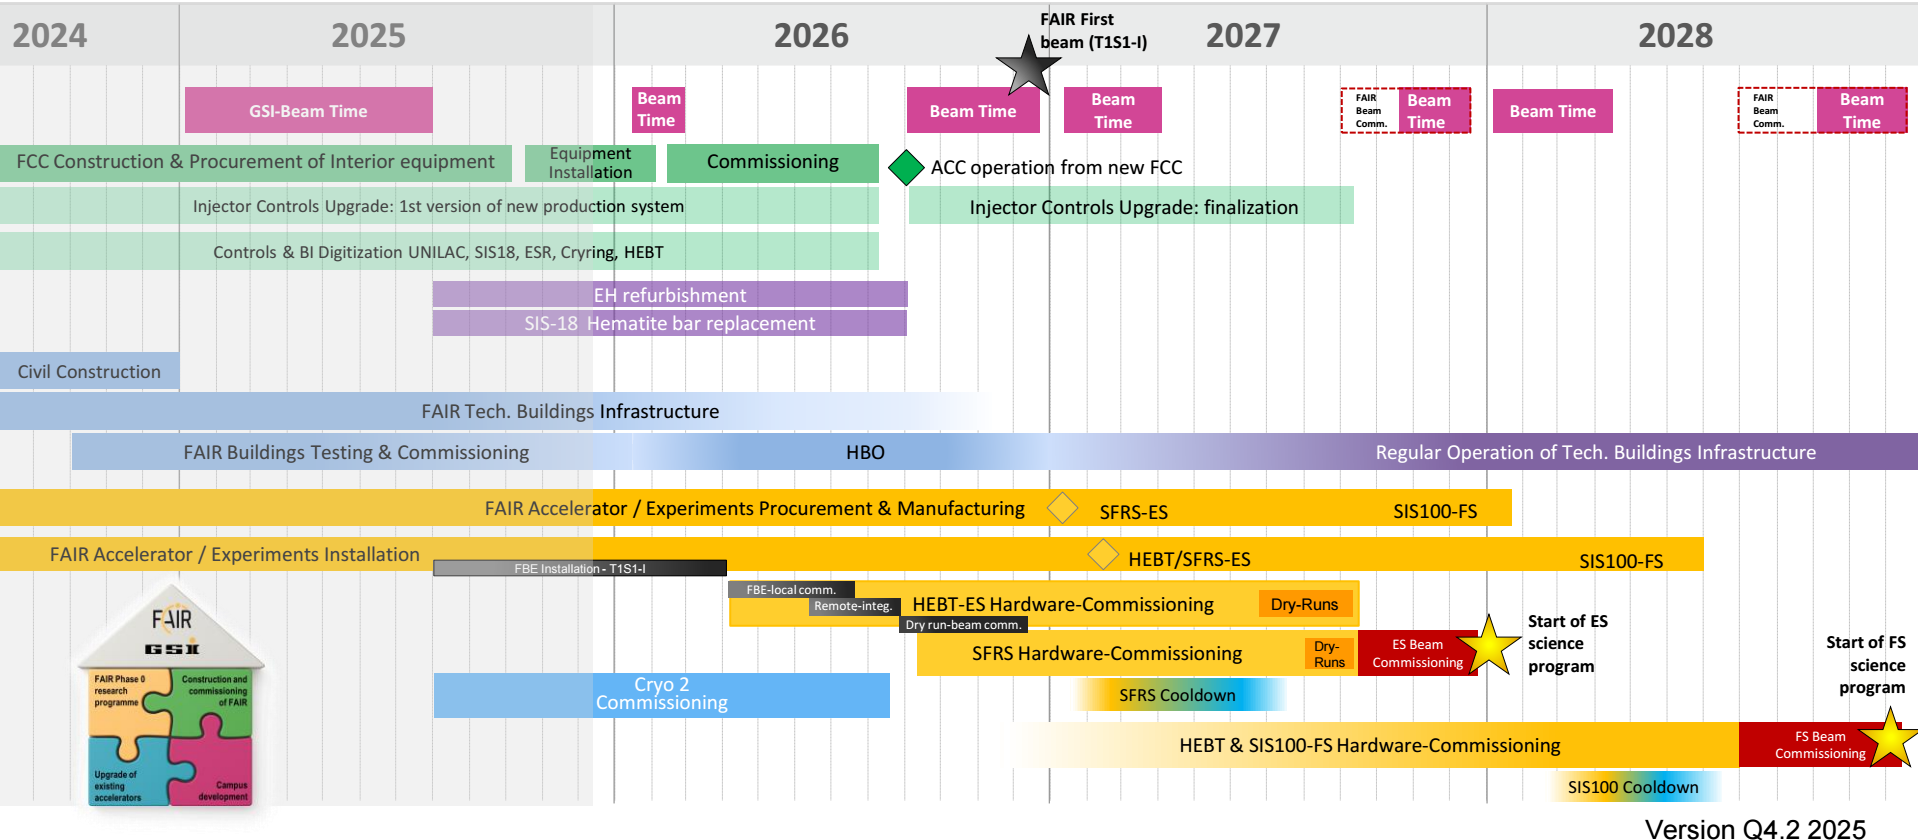 2024
2025
2026
2027
2028
FAIR First
beam (T1S1-I)
GSI-Beam Time
Beam
Time
Beam Time
Beam
Time
FAIR
Beam
Comm.
Beam
Time
Beam Time
FAIR
Beam
Comm.
Beam
Time
FCC Construction & Procurement of Interior equipment
Equipment
Installation
Commissioning
ACC operation from new FCC
Injector Controls Upgrade: 1st version of new production system
Injector Controls Upgrade: finalization
Controls & BI Digitization UNILAC, SIS18, ESR, Cryring, HEBT
EH refurbishment
SIS-18 Hematite bar replacement
Civil Construction
FAIR Tech. Buildings Infrastructure
FAIR Buildings Testing & Commissioning
HBO
Regular Operation of Tech. Buildings Infrastructure
FAIR Accelerator / Experiments Procurement & Manufacturing
SFRS-ES
SIS100-FS
FAIR Accelerator / Experiments Installation
HEBT/SFRS-ES
SIS100-FS
FBE Installation - T1S1-I
FBE-local comm.
Remote-integ.
Dry run-beam comm.
HEBT-ES Hardware-Commissioning
Dry-Runs
SFRS Hardware-Commissioning
Dry-
Runs
ES Beam
Commissioning
Start of ES
science
program
Start of FS
science
program
Cryo 2
Commissioning
SFRS Cooldown
HEBT & SIS100-FS Hardware-Commissioning
FS Beam
Commissioning
SIS100 Cooldown
FAIR
GSI
FAIR Phase 0
research
programme
Construction and
commissioning
of FAIR
Upgrade of
existing
accelerators
Campus
development
Version Q4.2 2025